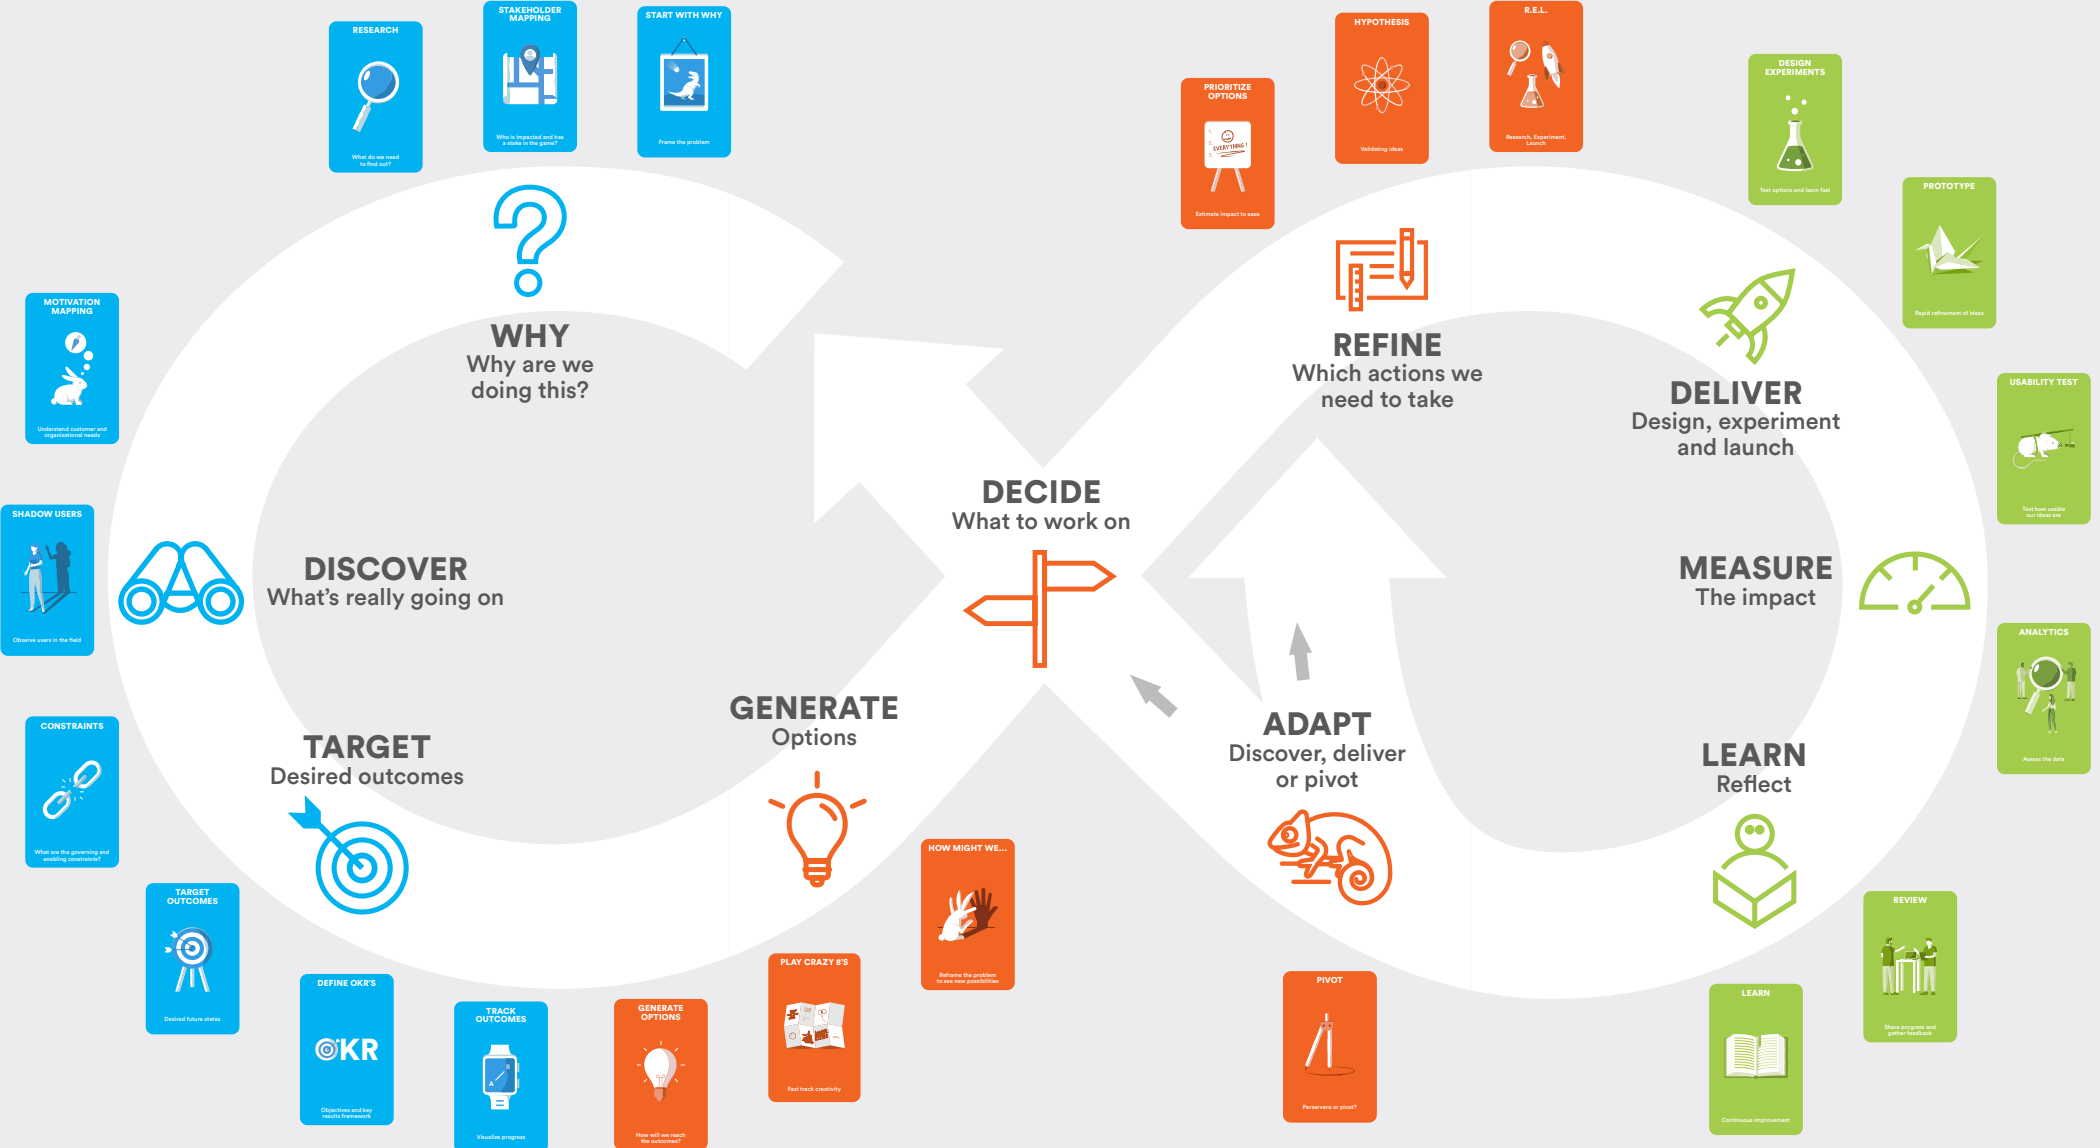 RESEARCH
What do we need
to find out?
STAKEHOLDER
MAPPING
Who is impacted and has
a stake in the game?
START WITH WHY
Frame the problem
HYPOTHESIS
Validating ideas
R.E.L.
Research, Experiment,
Launch
PRIORITIZE
OPTIONS
1.
2.
3.
EVERYTHING !
Estimate impact to ease
DESIGN
EXPERIMENTS
Test options and learn fast
PROTOTYPE
Rapid refinement of ideas
MOTIVATION
MAPPING
Understand customer and
organizational needs
WHY
Why are we
doing this?
REFINE
Which actions we
need to take
DELIVER
Design, experiment
and launch
USABILITY TEST
Test how usable
our ideas are
SHADOW USERS
Observe users in the field
DISCOVER
What's really going on
DECIDE
What to work on
MEASURE
The impact
ANALYTICS
Assess the data
CONSTRAINTS
What are the governing and
enabling constraints?
TARGET
Desired outcomes
GENERATE
Options
ADAPT
Discover, deliver
or pivot
LEARN
Reflect
TARGET
OUTCOMES
Desired future states
DEFINE OKR'S
OKR
Objectives and key
results framework
TRACK
OUTCOMES
A
B
Visualize progress
GENERATE
OPTIONS
How will we reach
the outcomes?
PLAY CRAZY 8'S
Fast track creativity
HOW MIGHT WE...
Reframe the problem
to see new possibilities
PIVOT
Perservere or pivot?
REVIEW
Share progress and
gather feedback
LEARN
Continuous improvement